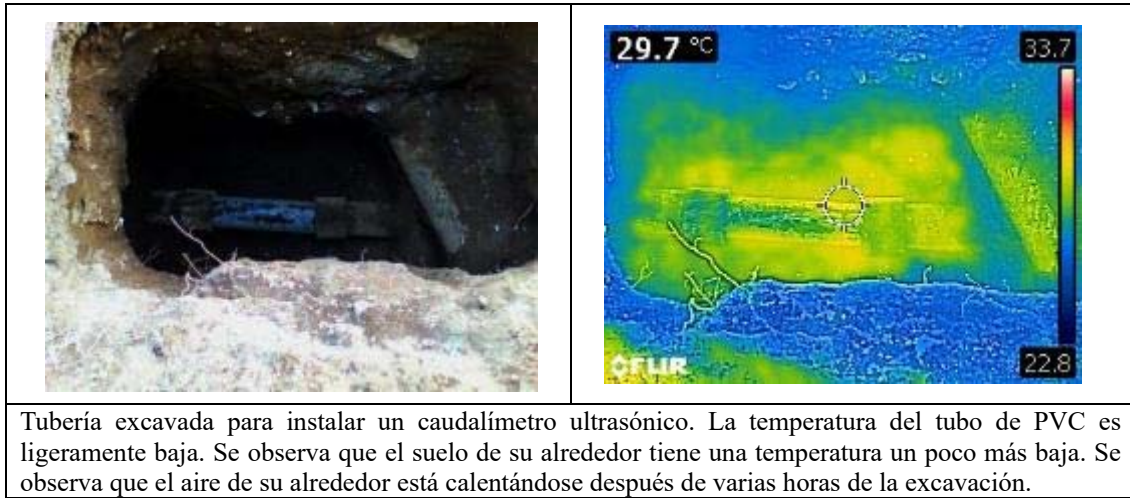 29.7 °C
33.7
FLIR
22.8
Tubería excavada para instalar un caudalímetro ultrasónico. La temperatura del tubo de PVC es
ligeramente baja. Se observa que el suelo de su alrededor tiene una temperatura un poco más baja. Se
observa que el aire de su alrededor está calentándose después de varias horas de la excavación.